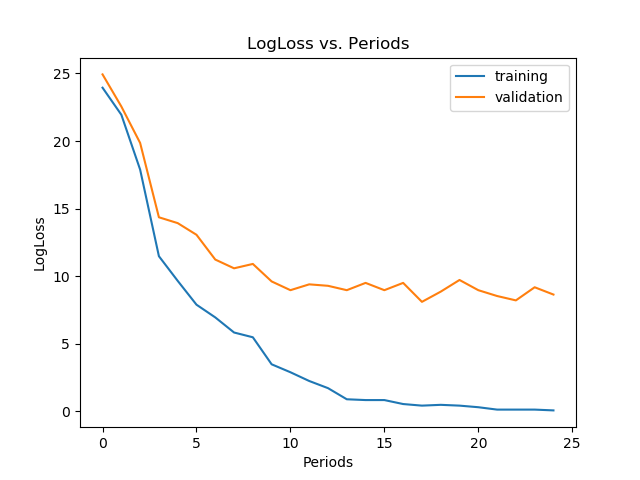 LogLoss vs. Periods
training
validation
25
20
15
10
5
0
LogLoss
0 5 10 15 20 25
Periods